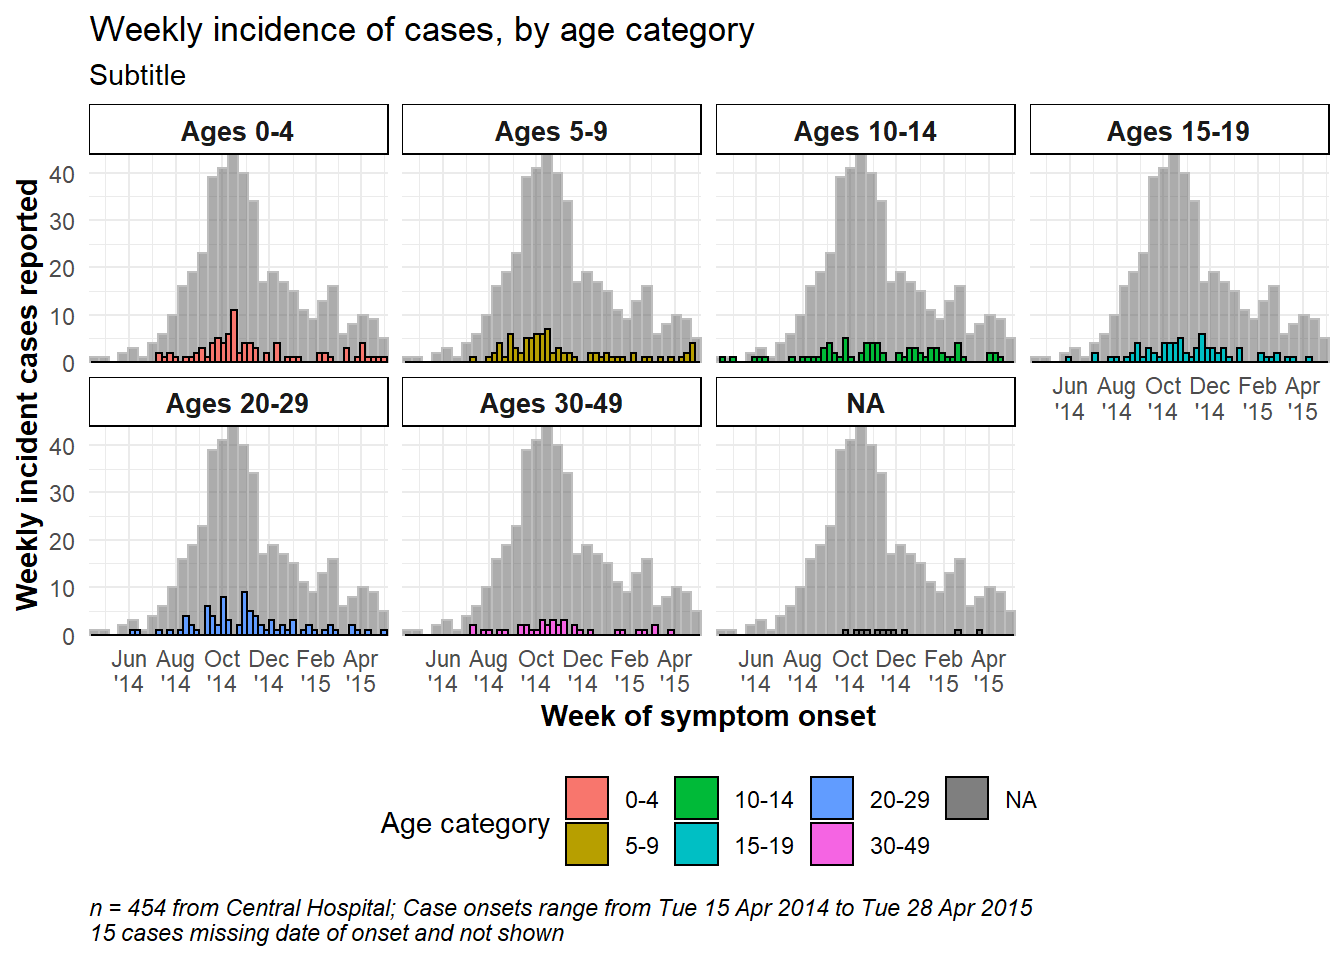 Weekly incidence of cases, by age category
Subtitle
Ages 0-4
Ages 5-9
Ages 10-14
Ages 15-19
Weekly incident cases reported
40
30
20
10
0
Jun Aug Oct Dec Feb Apr
'14 '14 '14 '14 '15 '15
Ages 20-29
Ages 30-49
NA
40
30
20
10
0
Jun Aug Oct Dec Feb Apr
'14 '14 '14 '14 '15 '15
Jun Aug Oct Dec Feb Apr
'14 '14 '14 '14 '15 '15
Jun Aug Oct Dec Feb Apr
'14 '14 '14 '14 '15 '15
Week of symptom onset
Age category
0-4 10-14 20-29 NA
5-9 15-19 30-49
n = 454 from Central Hospital; Case onsets range from Tue 15 Apr 2014 to Tue 28 Apr 2015
15 cases missing date of onset and not shown